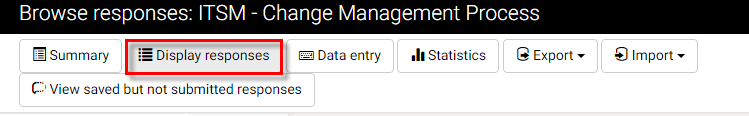 Browse responses: ITSM - Change Management Process
Summary Display responses Data entry Statistics Export Import
View saved but not submitted responses